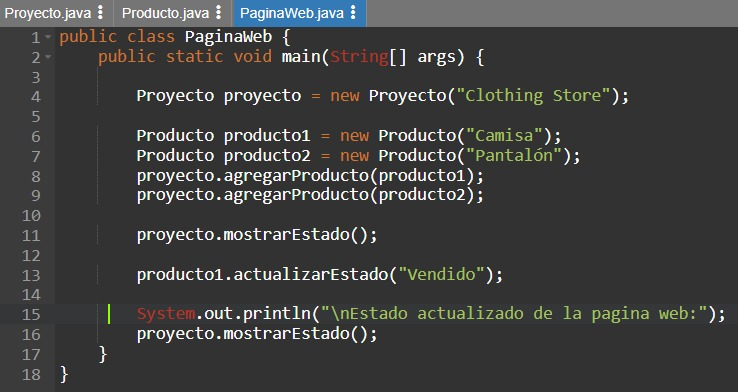 Proyecto.java Producto.java PaginaWeb.java
1 public class PaginaWeb {
2 public static void main(String[] args) {
3
4 Proyecto proyecto = new Proyecto("Clothing Store");
5
6 Producto producto1 = new Producto("Camisa");
7 Producto producto2 = new Producto("Pantalón");
8 proyecto.agregarProducto(producto1);
9 proyecto.agregarProducto(producto2);
10
11 proyecto.mostrarEstado();
12
13 producto1.actualizarEstado("Vendido");
14
15 System.out.println("\nEstado actualizado de la pagina web:");
16 proyecto.mostrarEstado();
17 }
18 }